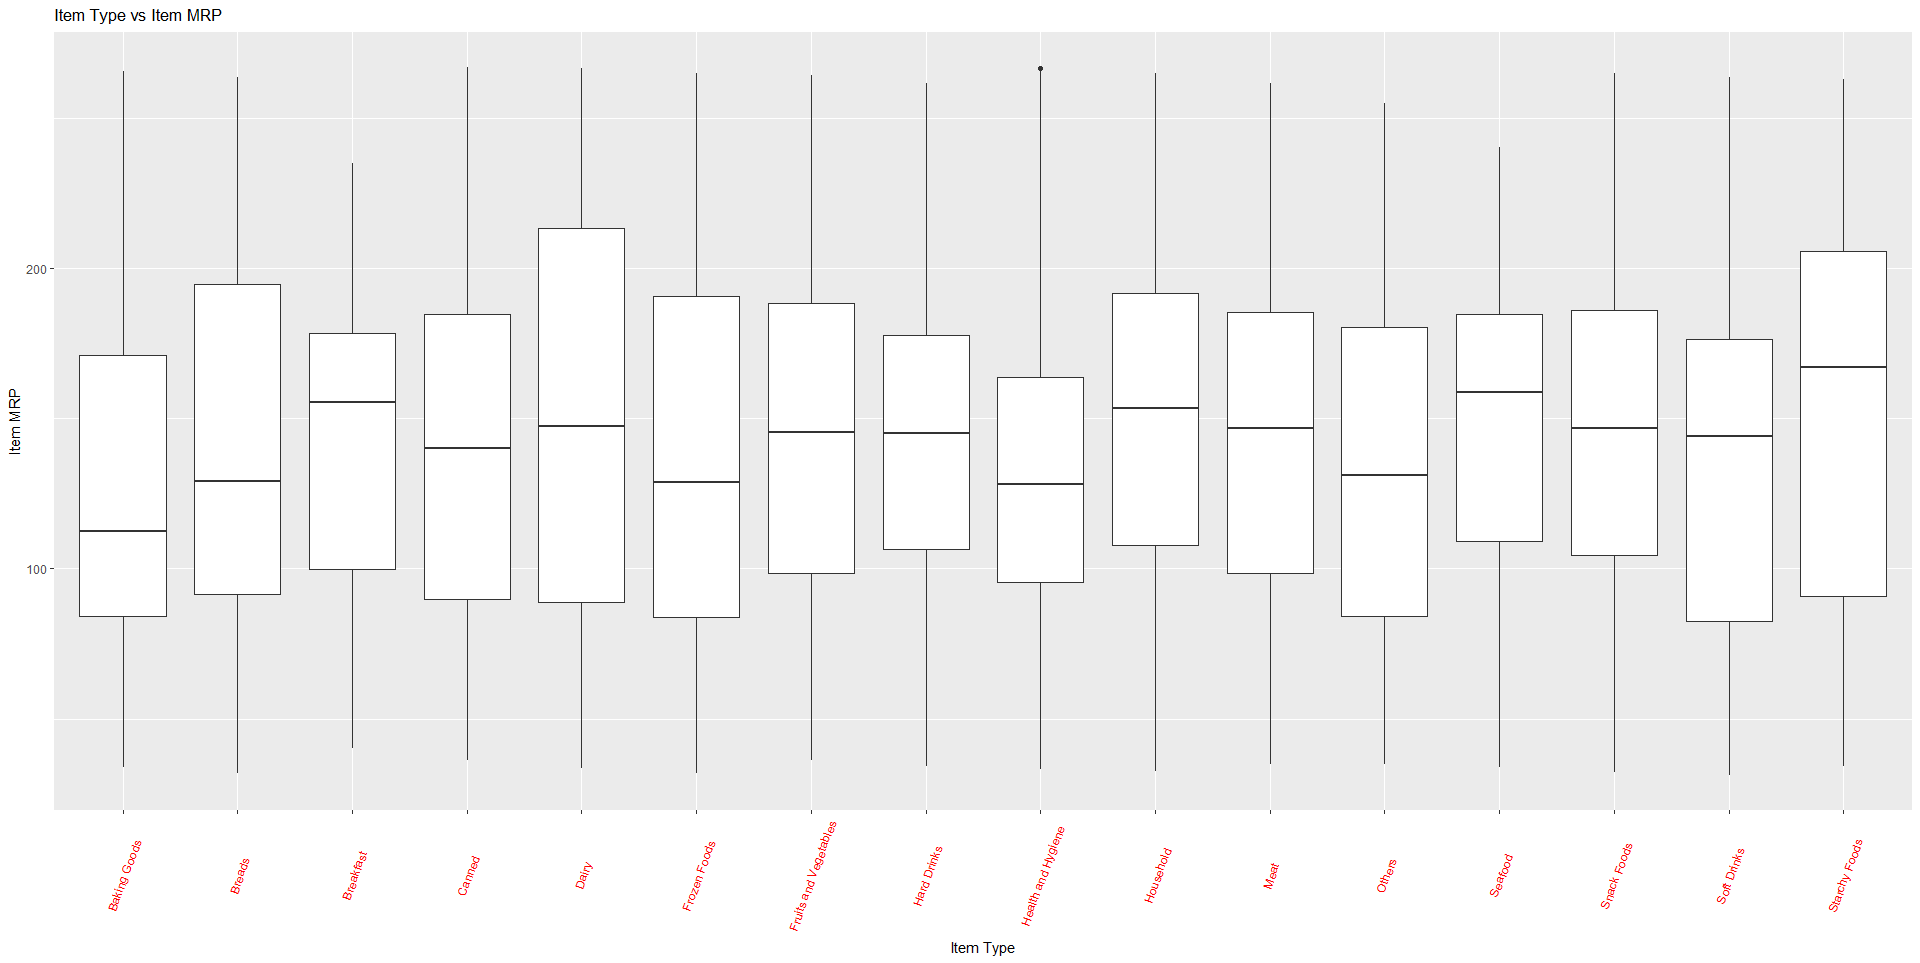 Item Type vs Item MRP
Item MRP
200
100
Baking Goods
Breads
Breakfast
Canned
Dairy
Frozen Foods
Fruits and Vegetables
Hard Drinks
Health and Hygiene
Household
Meat
Others
Seafood
Snack Foods
Soft Drinks
Starchy Foods
Item Type